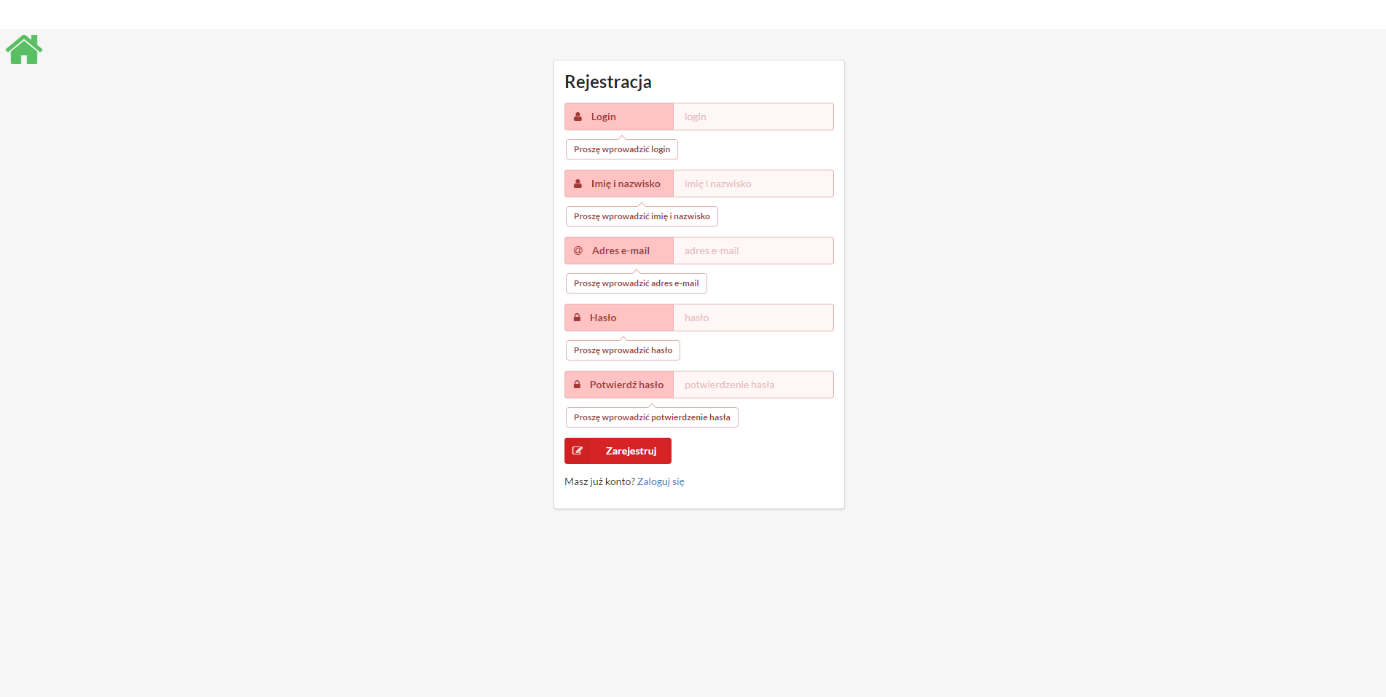 Rejestracja
Login login
Proszę wprowadzić login
Imię i nazwisko imię i nazwisko
Proszę wprowadzić imię i nazwisko
@ Adres e-mail adres e-mail
Proszę wprowadzić adres e-mail
Hasło hasło
Proszę wprowadzić hasło
Potwierdź hasło potwierdzenie hasła
Proszę wprowadzić potwierdzenie hasła
Zarejestruj
Masz już konto? Zaloguj się